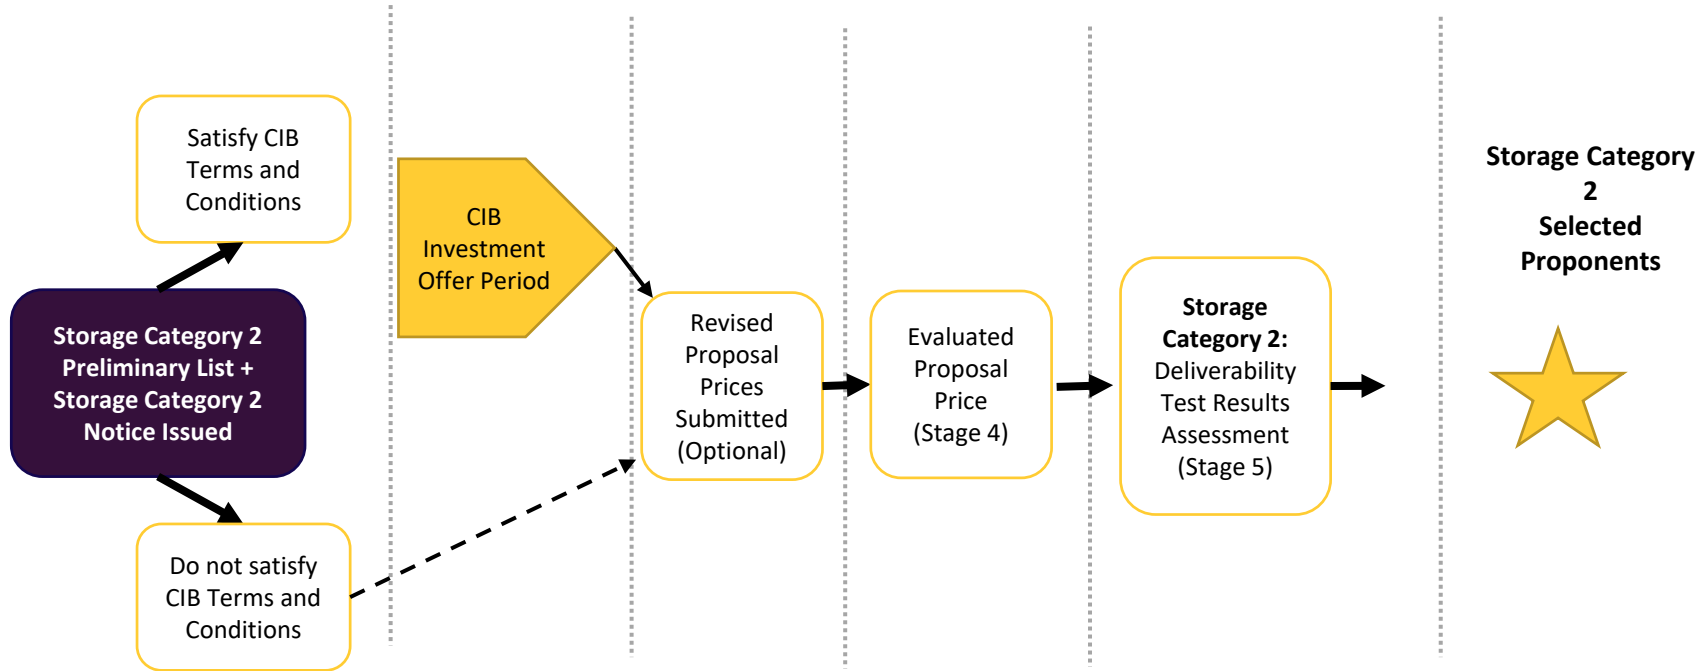 Satisfy CIB
Terms and
Conditions
Storage Category 2
Preliminary List +
Storage Category 2
Notice Issued
Do not satisfy
CIB Terms and
Conditions
CIB
Investment
Offer Period
Revised
Proposal
Prices
Submitted
(Optional)
Evaluated
Proposal
Price
(Stage 4)
Storage
Category 2:
Deliverability
Test Results
Assessment
(Stage 5)
Storage Category
2
Selected
Proponents